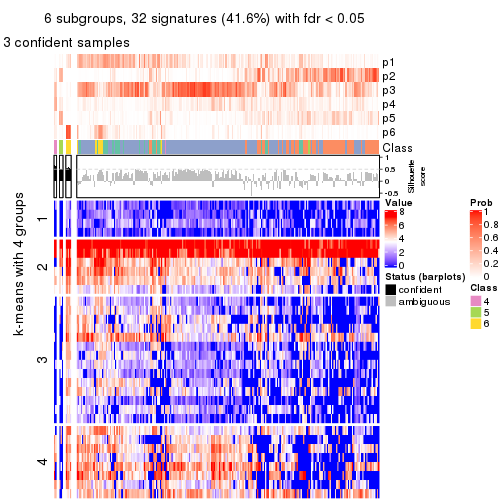 6 subgroups, 32 signatures (41.6%) with fdr < 0.05
3 confident samples
p1
p2
p3
p4
p5
p6
Class
1
0.5
0
-0.5
Silhouette
score
k-means with 4 groups
1
2
3
4
Value
8
6
4
2
0
Status (barplots)
confident
ambiguous
Prob
1
0.8
0.6
0.4
0.2
0
Class
4
5
6